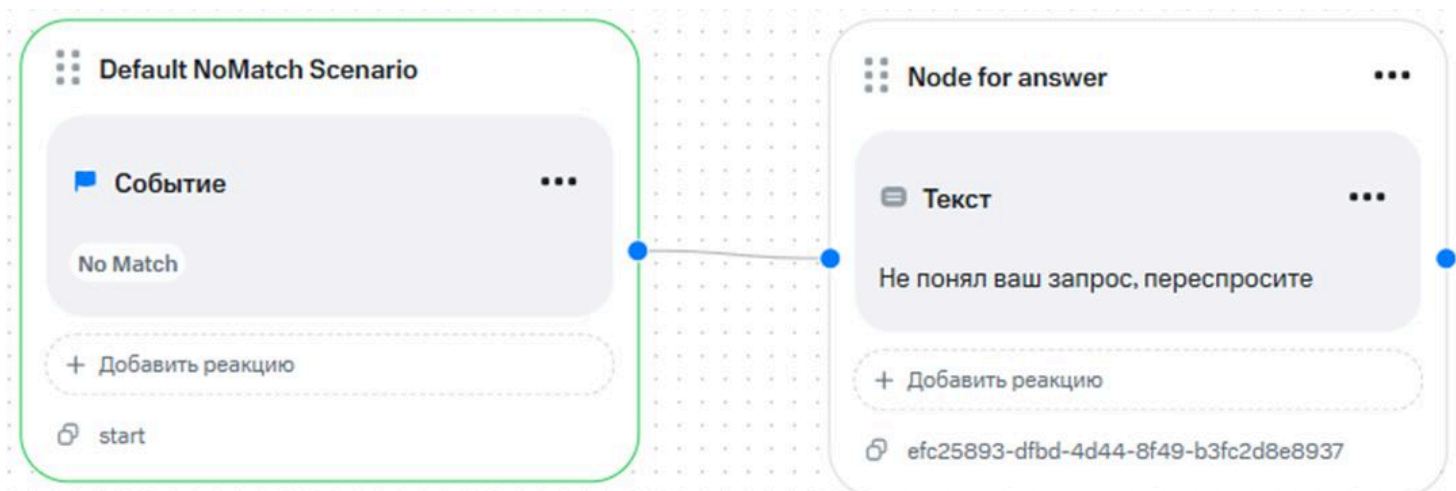 Default NoMatch Scenario
Событие
No Match
+ Добавить реакцию
start
Node for answer
Текст
Не понял ваш запрос, переспросите
+ Добавить реакцию
efc25893-dfbd-4d44-8f49-b3fc2d8e8937